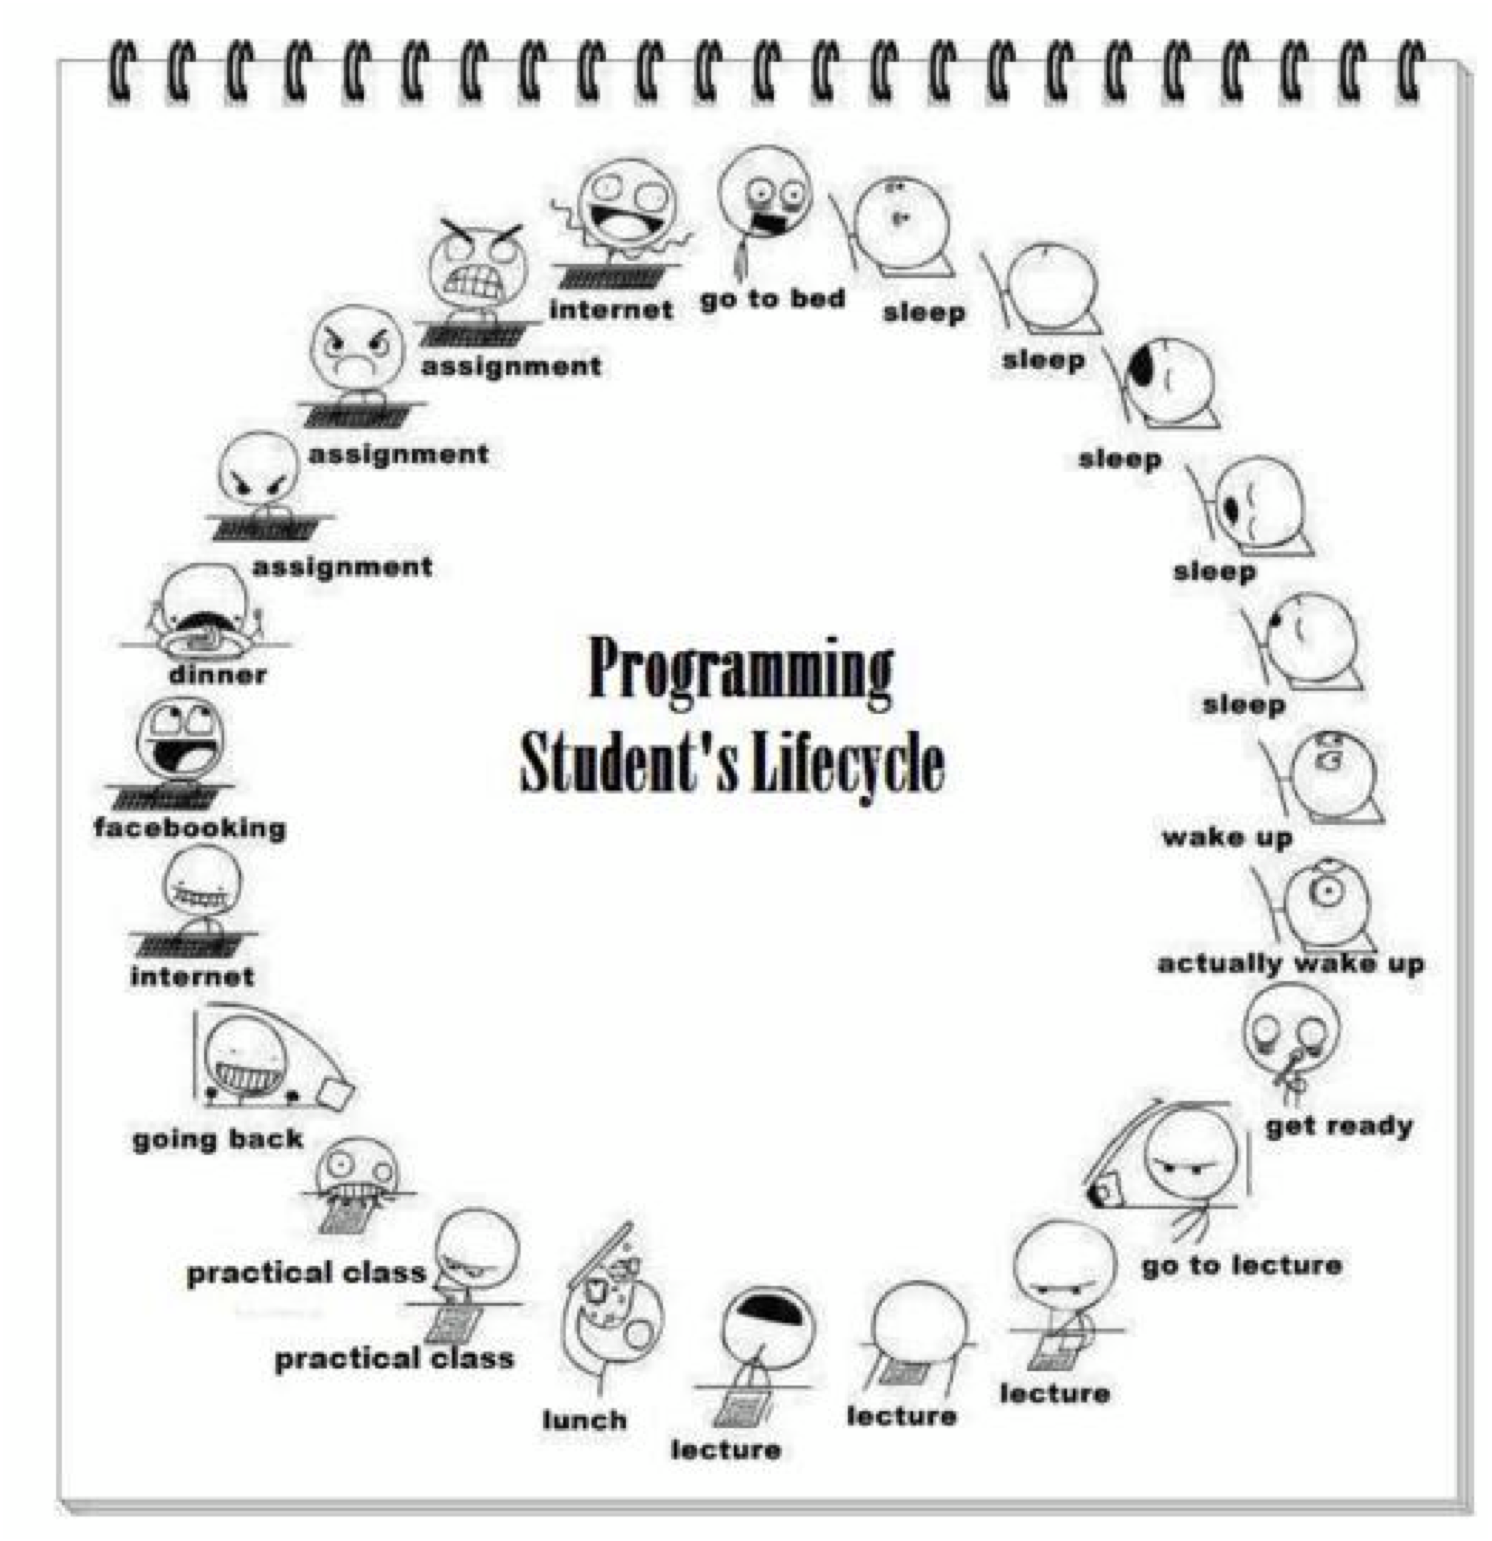 go to bed
sleep
sleep
sleep
sleep
sleep
wake up
actually wake up
get ready
go to lecture
lecture
lecture
lecture
lunch
practical class
practical class
going back
internet
facebooking
dinner
assignment
assignment
assignment
internet
Programming
Student's Lifecycle